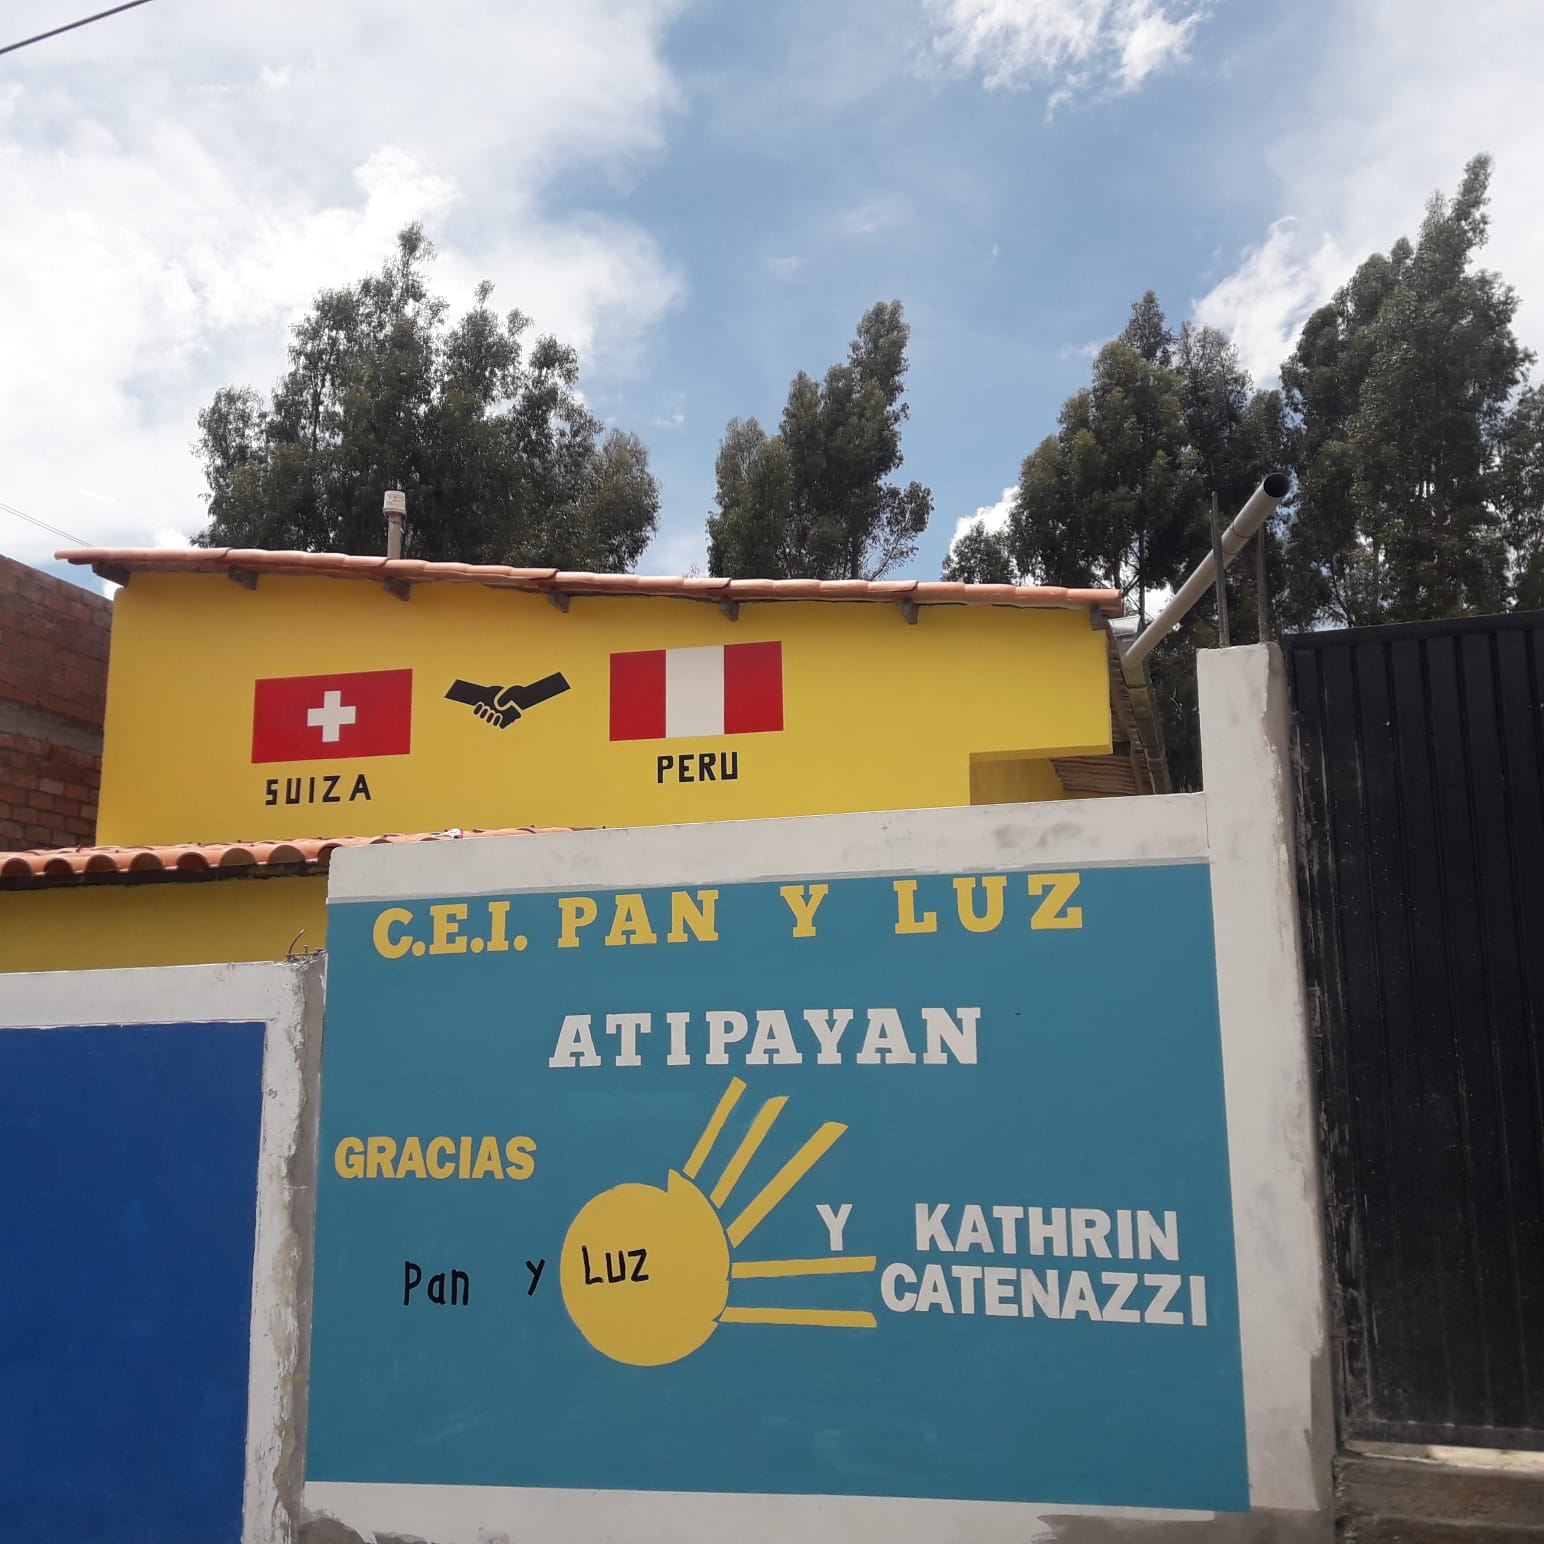 SUIZA
PERU
C.E.I. PAN Y LUZ
ATIPAYAN
GRACIAS
Pan y Luz
Y KATHRIN
CATENAZZI